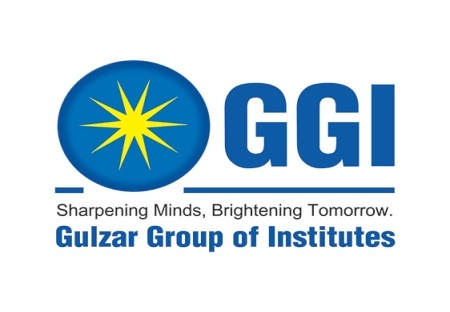 GGI
Sharpening Minds, Brightening Tomorrow.
Gulzar Group of Institutes